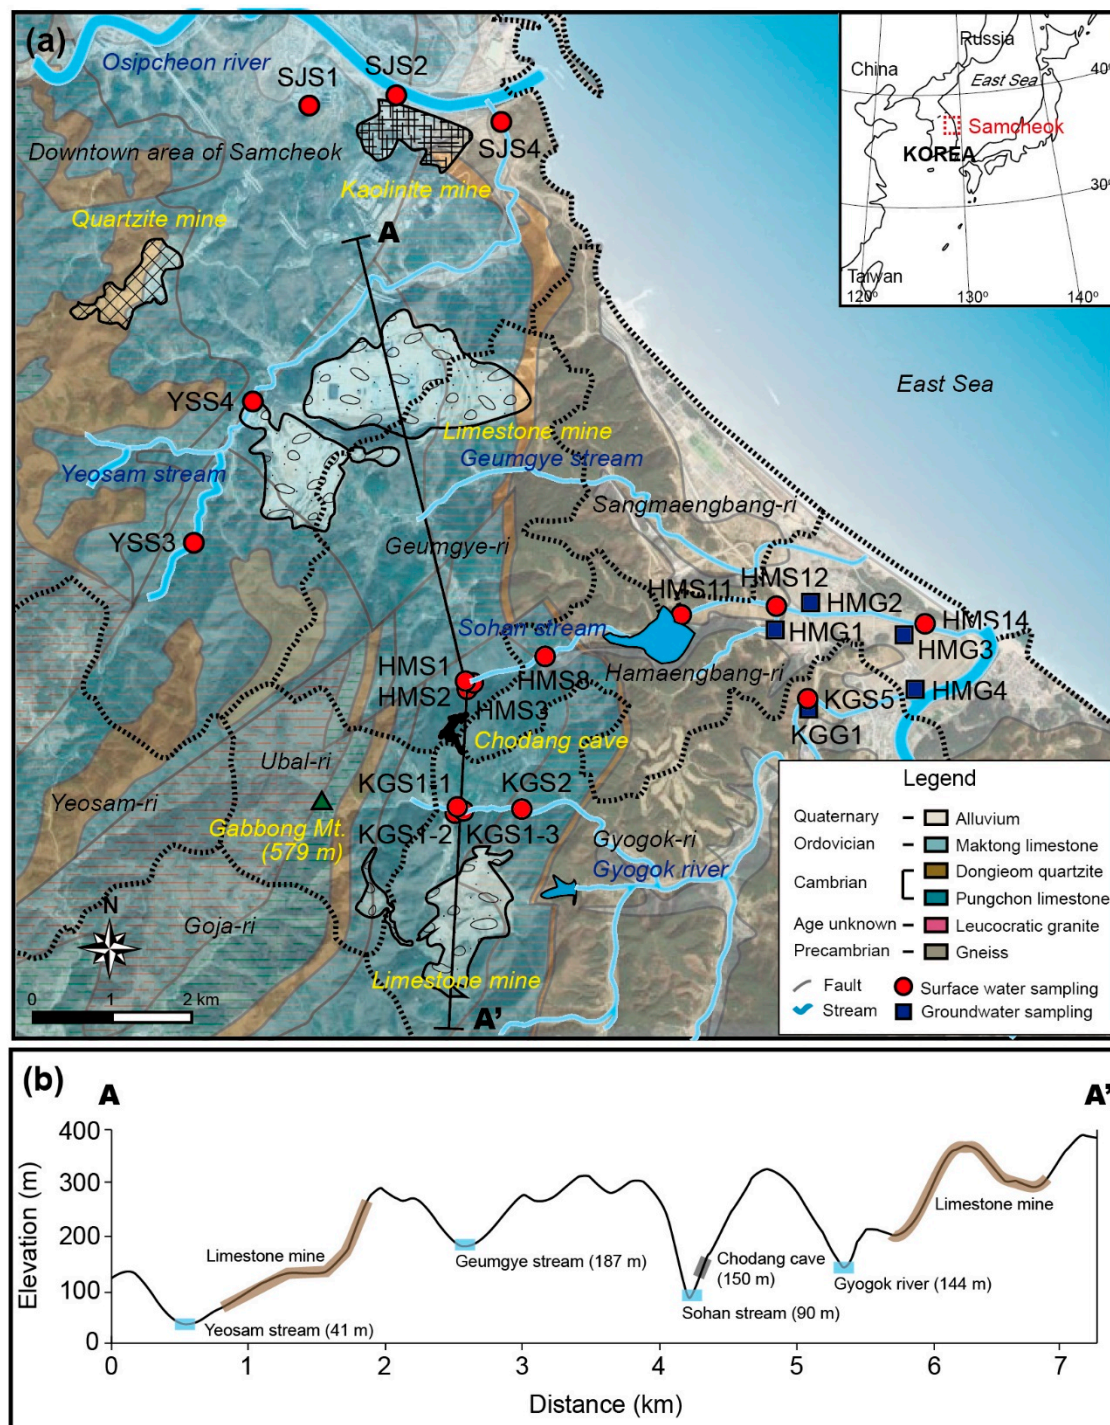 (a)
Osipcheon river
SJS1
SJS2
SJS4
Downtown area of Samcheok
Kaolinite mine
Quartzite mine
A
Russia
China
East Sea
40º
Samcheok
KOREA
30º
Taiwan
120º
130º
140º
East Sea
YSS4
Limestone mine
Yeosam stream
Geumgye stream
Sangmaengbang-ri
YSS3
Geumgye-ri
HMS11
HMS12
HMG2
HMS14
Sohan stream
HMG1
HMG3
HMS1
HMS8
Hamaengbang-ri
HMS2
HMS3
HMG4
KGS5
KGG1
Chodang cave
Ubal-ri
KGS1-1
KGS2
Yeosam-ri
Gabbong Mt.
(579 m)
KGS1-2
KGS1-3
Gyogok-ri
Gyogok river
Goja-ri
N
Limestone mine
0
1
2 km
A'
Legend
Quaternary
Alluvium
Ordovician
Maktong limestone
Cambrian
Dongieom quartzite
Pungchon limestone
Age unknown
Leucocratic granite
Precambrian
Gneiss
Fault
Surface water sampling
Stream
Groundwater sampling
(b)
A
A'
Elevation (m)
400
300
200
100
0
Limestone mine
Yeosam stream (41 m)
Geumgye stream (187 m)
Chodang cave
(150 m)
Sohan stream (90 m)
Gyogok river (144 m)
Limestone mine
0
1
2
3
4
5
6
7
Distance (km)